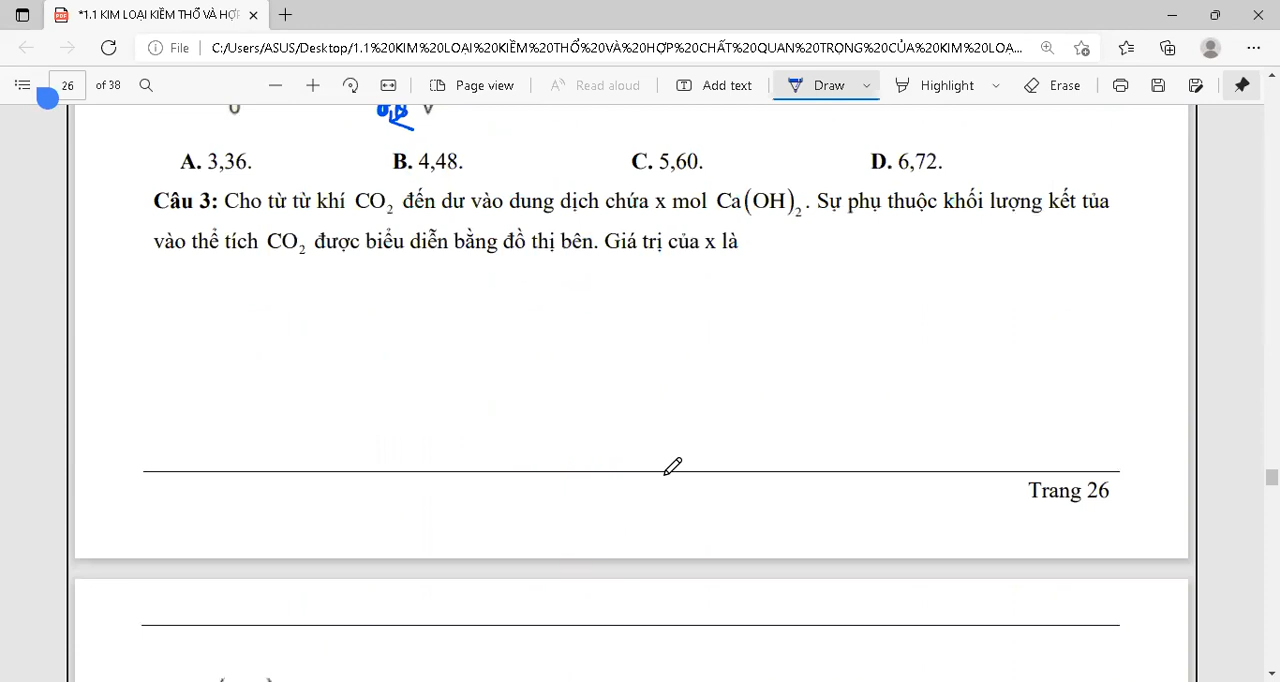 *1.1 KIM LOẠI KIỀM THỔ VÀ HỢP
File C:/Users/ASUS/Desktop/1.1%20KIM%20LOẠI%20KIỀM%20THỔ%20VÀ%20HỢP%20CHẤT%20QUAN%20TRỌNG%20CỦA%20KIM%20LOẠ...
26 of 38 Page view Read aloud Add text Draw Highlight Erase
A. 3,36. B. 4,48. C. 5,60. D. 6,72.
Câu 3: Cho từ từ khí CO₂ đến dư vào dung dịch chứa x mol Ca(OH)₂. Sự phụ thuộc khối lượng kết tủa
vào thể tích CO₂ được biểu diễn bằng đồ thị bên. Giá trị của x là
Trang 26